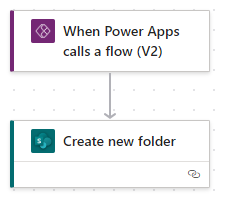 When Power Apps
calls a flow (V2)
Create new folder